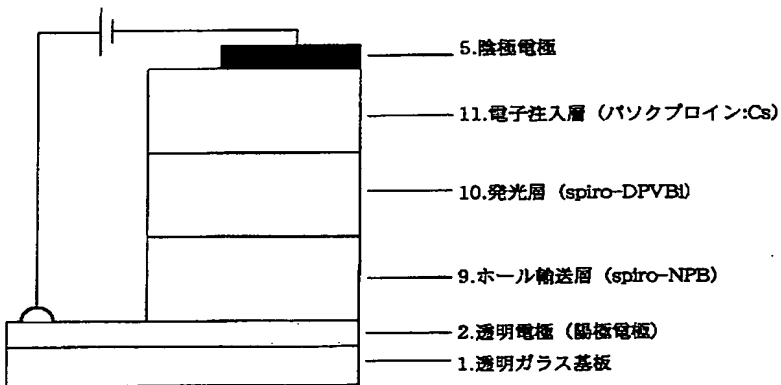 5.陰極電極
11.電子注入層 (バソクプロイン:Cs)
10.発光層 (spiro-DPVBi)
9.ホール輸送層 (spiro-NPB)
2.透明電極 (陽極電極)
1.透明ガラス基板